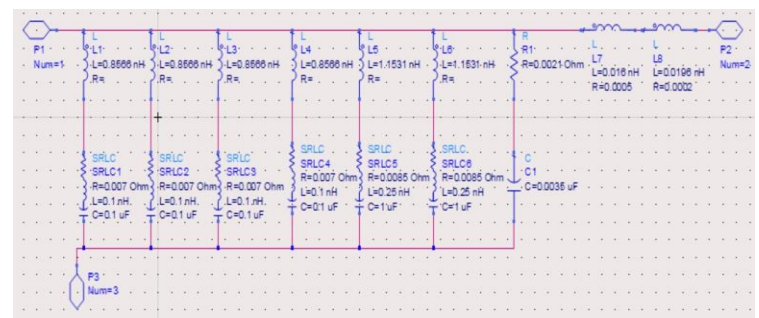 P1
Num=1
L
L1
L=0.8566 nH
R=
L
L2
L=0.8566 nH
R=
L
L3
L=0.8566 nH
R=
L
L4
L=0.8566 nH
R=
L
L5
L=1.1531 nH
R=
L
L6
L=1.1531 nH
R=
R
R1
R=0.0021 Ohm
L
L7
L=0.016 nH
R=0.0005
L
L8
L=0.0196 nH
R=0.0002
P2
Num=2
SRLC
SRLC1
R=0.007 Ohm
L=0.1 nH
C=0.1 uF
SRLC
SRLC2
R=0.007 Ohm
L=0.1 nH
C=0.1 uF
SRLC
SRLC3
R=0.007 Ohm
L=0.1 nH
C=0.1 uF
SRLC
SRLC4
R=0.007 Ohm
L=0.1 nH
C=0.1 uF
SRLC
SRLC5
R=0.0085 Ohm
L=0.25 nH
C=1 uF
SRLC
SRLC6
R=0.0085 Ohm
L=0.25 nH
C=1 uF
C
C1
C=0.0035 uF
P3
Num=3